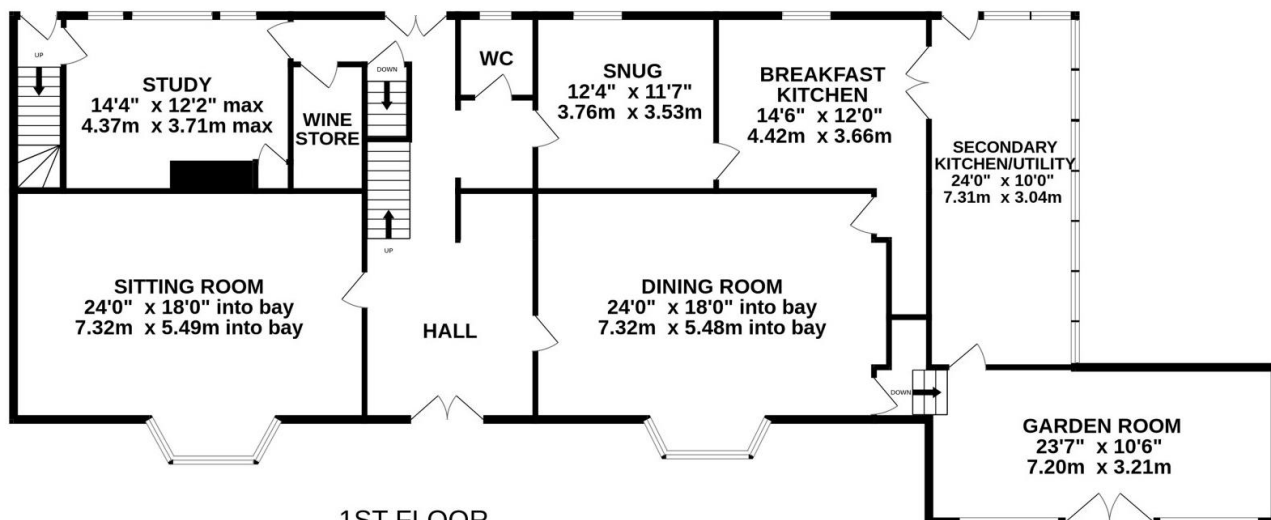 UP
STUDY
14'4" x 12'2" max
4.37m x 3.71m max
WINE
STORE
DOWN
WC
SNUG
12'4" x 11'7"
3.76m x 3.53m
BREAKFAST
KITCHEN
14'6" x 12'0"
4.42m x 3.66m
SECONDARY
KITCHEN/UTILITY
24'0" x 10'0"
7.31m x 3.04m
UP
SITTING ROOM
24'0" x 18'0" into bay
7.32m x 5.49m into bay
HALL
DINING ROOM
24'0" x 18'0" into bay
7.32m x 5.48m into bay
DOWN
GARDEN ROOM
23'7" x 10'6"
7.20m x 3.21m
1ST FLOOR